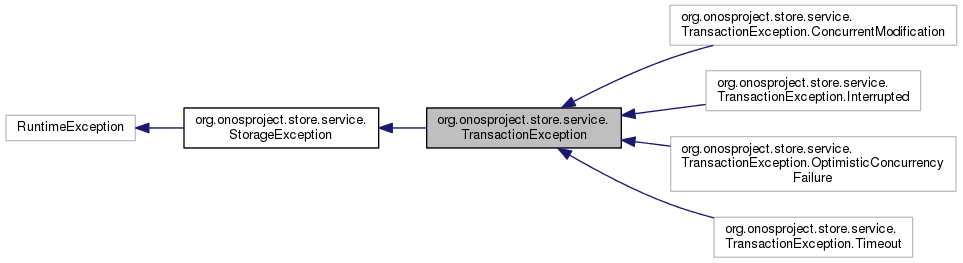 RuntimeException
org.onosproject.store.service.
StorageException
org.onosproject.store.service.
TransactionException
org.onosproject.store.service.
TransactionException.ConcurrentModification
org.onosproject.store.service.
TransactionException.Interrupted
org.onosproject.store.service.
TransactionException.OptimisticConcurrency
Failure
org.onosproject.store.service.
TransactionException.Timeout